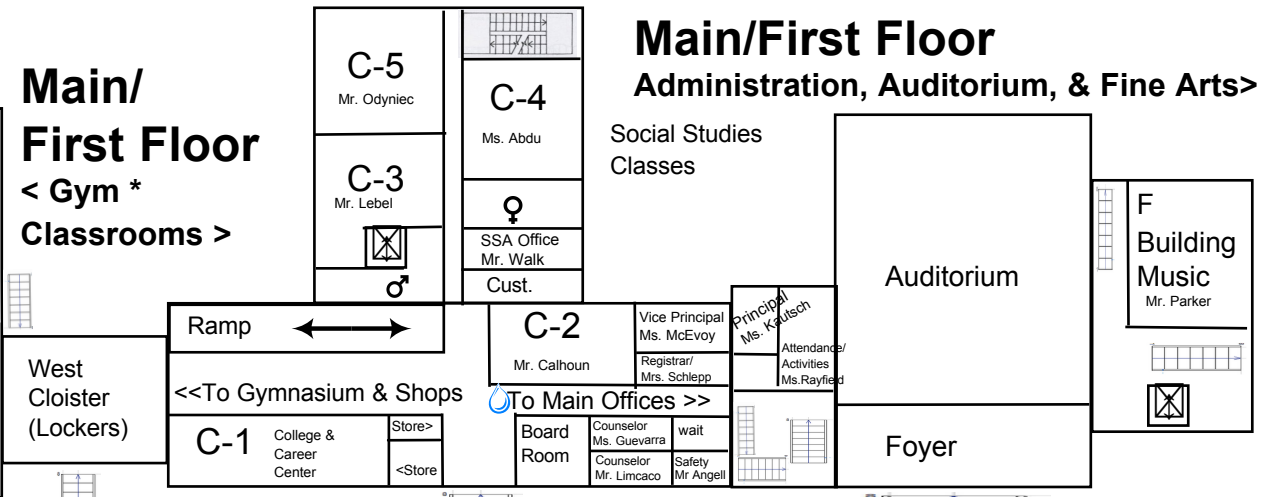 Main/
First Floor
< Gym *
Classrooms >
Main/First Floor
Administration, Auditorium, & Fine Arts>
Social Studies
Classes
C-5
Mr. Odyniec
C-4
Ms. Abdu
C-3
Mr. Lebel
SSA Office
Mr. Walk
Cust.
Ramp
C-2
Mr. Calhoun
Vice Principal
Ms. McEvoy
Registrar/
Mrs. Schlepp
Principal
Ms. Kautsch
Attendance/
Activities
Ms.Rayfield
Auditorium
Foyer
F
Building
Music
Mr. Parker
West
Cloister
(Lockers)
<<To Gymnasium & Shops
To Main Offices >>
C-1
College &
Career
Center
Store>
<Store
Board
Room
Counselor
Ms. Guevarra
wait
Counselor
Mr. Limcaco
Safety
Mr Angell